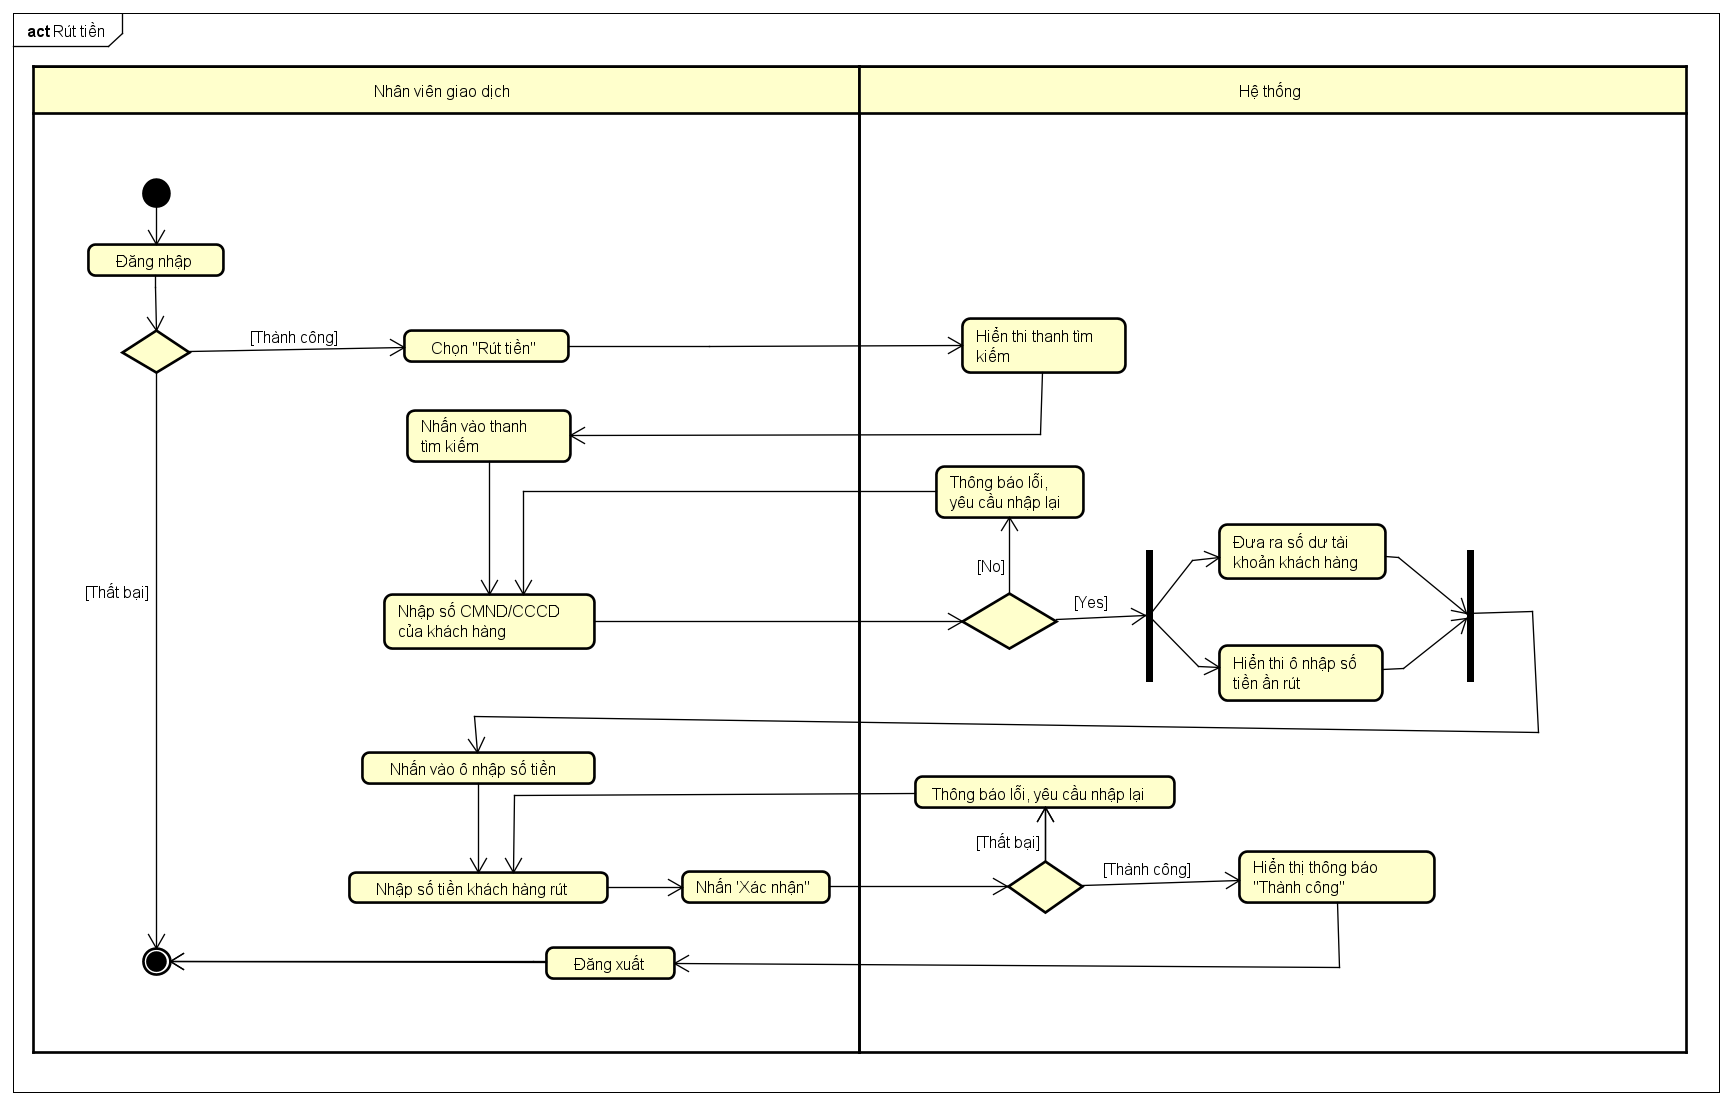 act Rút tiền
Nhân viên giao dịch
Hệ thống
Đăng nhập
[Thành công]
Chọn "Rút tiền"
Hiển thi thanh tìm
kiếm
Nhấn vào thanh
tìm kiếm
Thông báo lỗi,
yêu cầu nhập lại
[No]
[Yes]
Đưa ra số dư tài
khoản khách hàng
[Thất bại]
Nhập số CMND/CCCD
của khách hàng
Hiển thi ô nhập số
tiền ần rút
Nhấn vào ô nhập số tiền
Thông báo lỗi, yêu cầu nhập lại
[Thất bại]
[Thành công]
Hiển thị thông báo
"Thành công"
Nhập số tiền khách hàng rút
Nhấn 'Xác nhận"
Đăng xuất